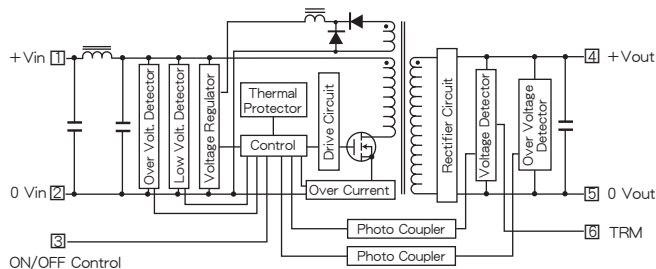 +Vin 1
4 +Vout
Over Volt. Detector
Low Volt. Detector
Voltage Regulator
Thermal
Protector
Control
Drive Circuit
Over Current
Rectifier Circuit
Voltage Detector
Over Voltage
Detector
0 Vin 2
5 0 Vout
Photo Coupler
6 TRM
3
Photo Coupler
ON/OFF Control